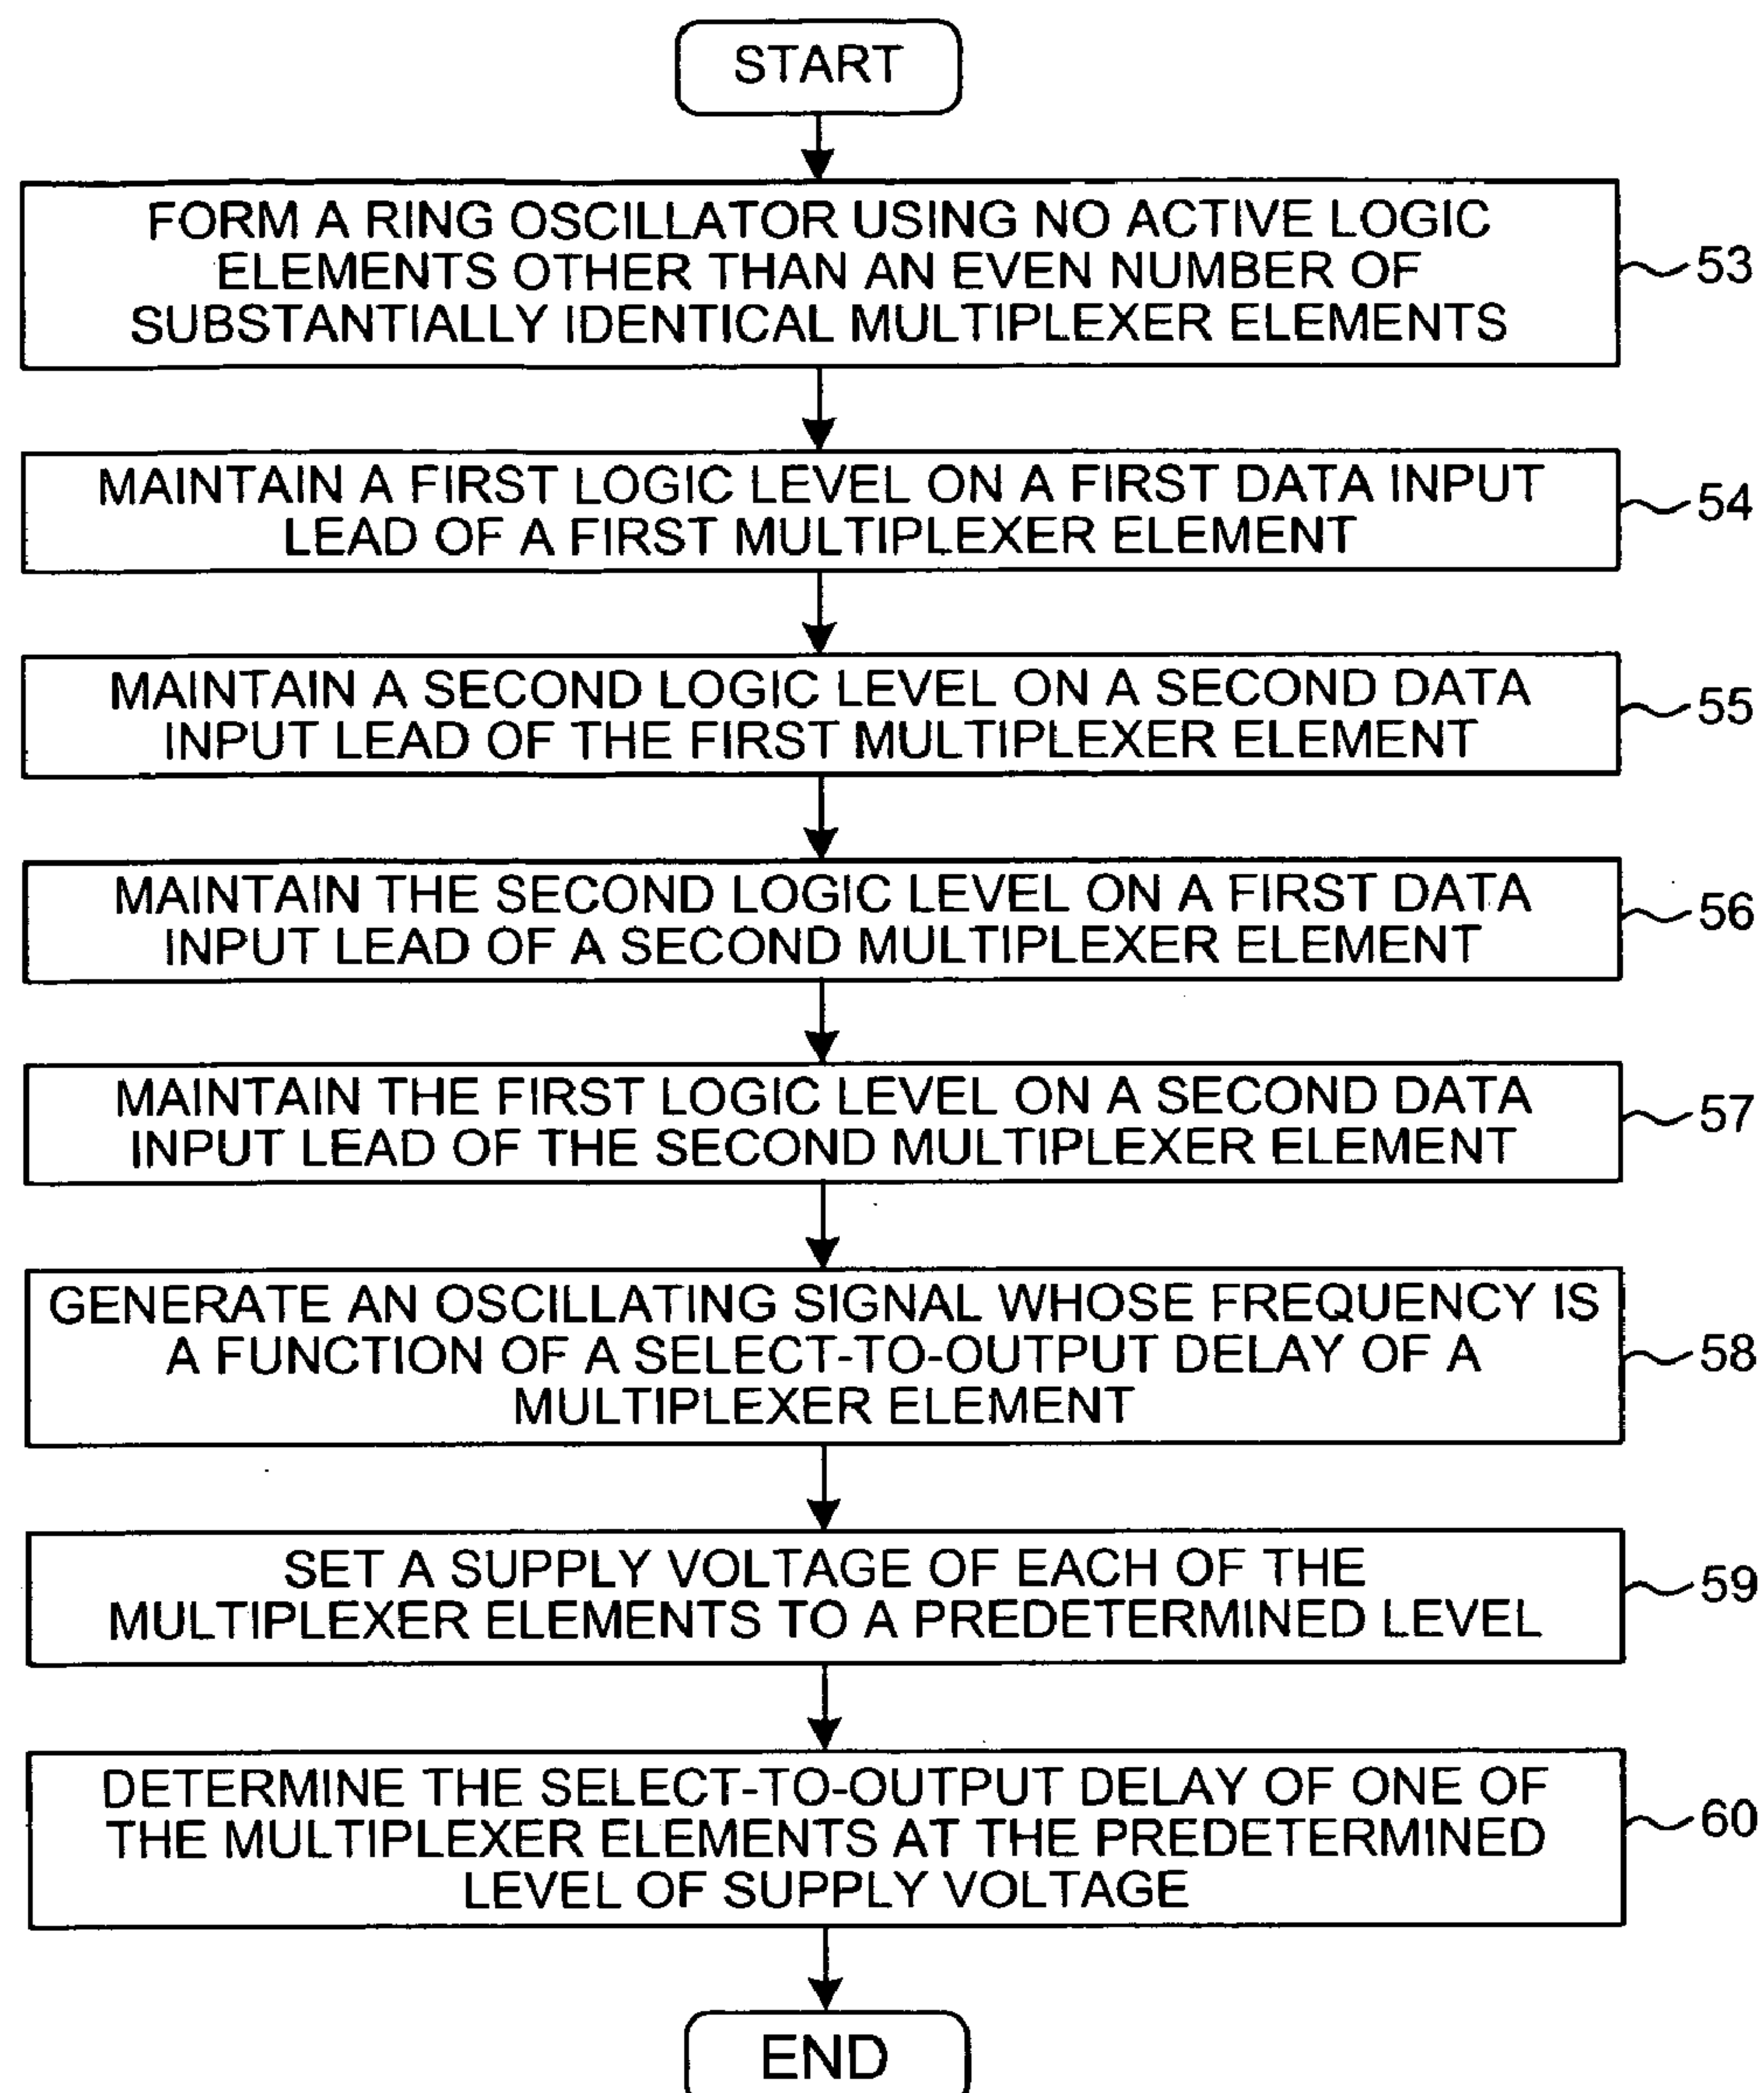 START
FORM A RING OSCILLATOR USING NO ACTIVE LOGIC
ELEMENTS OTHER THAN AN EVEN NUMBER OF
SUBSTANTIALLY IDENTICAL MULTIPLEXER ELEMENTS
53
MAINTAIN A FIRST LOGIC LEVEL ON A FIRST DATA INPUT
LEAD OF A FIRST MULTIPLEXER ELEMENT
54
MAINTAIN A SECOND LOGIC LEVEL ON A SECOND DATA
INPUT LEAD OF THE FIRST MULTIPLEXER ELEMENT
55
MAINTAIN THE SECOND LOGIC LEVEL ON A FIRST DATA
INPUT LEAD OF A SECOND MULTIPLEXER ELEMENT
56
MAINTAIN THE FIRST LOGIC LEVEL ON A SECOND DATA
INPUT LEAD OF THE SECOND MULTIPLEXER ELEMENT
57
GENERATE AN OSCILLATING SIGNAL WHOSE FREQUENCY IS
A FUNCTION OF A SELECT-TO-OUTPUT DELAY OF A
MULTIPLEXER ELEMENT
58
SET A SUPPLY VOLTAGE OF EACH OF THE
MULTIPLEXER ELEMENTS TO A PREDETERMINED LEVEL
59
DETERMINE THE SELECT-TO-OUTPUT DELAY OF ONE OF
THE MULTIPLEXER ELEMENTS AT THE PREDETERMINED
LEVEL OF SUPPLY VOLTAGE
60
END